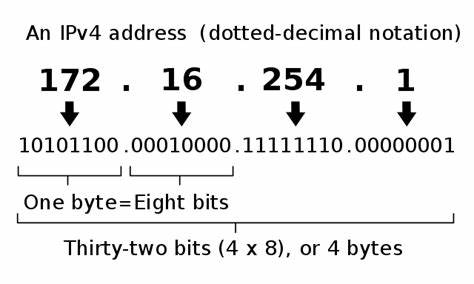 An IPv4 address (dotted-decimal notation)
172 . 16 . 254 . 1
10101100 .00010000 .11111110 .00000001
One byte=Eight bits
Thirty-two bits (4 x 8), or 4 bytes